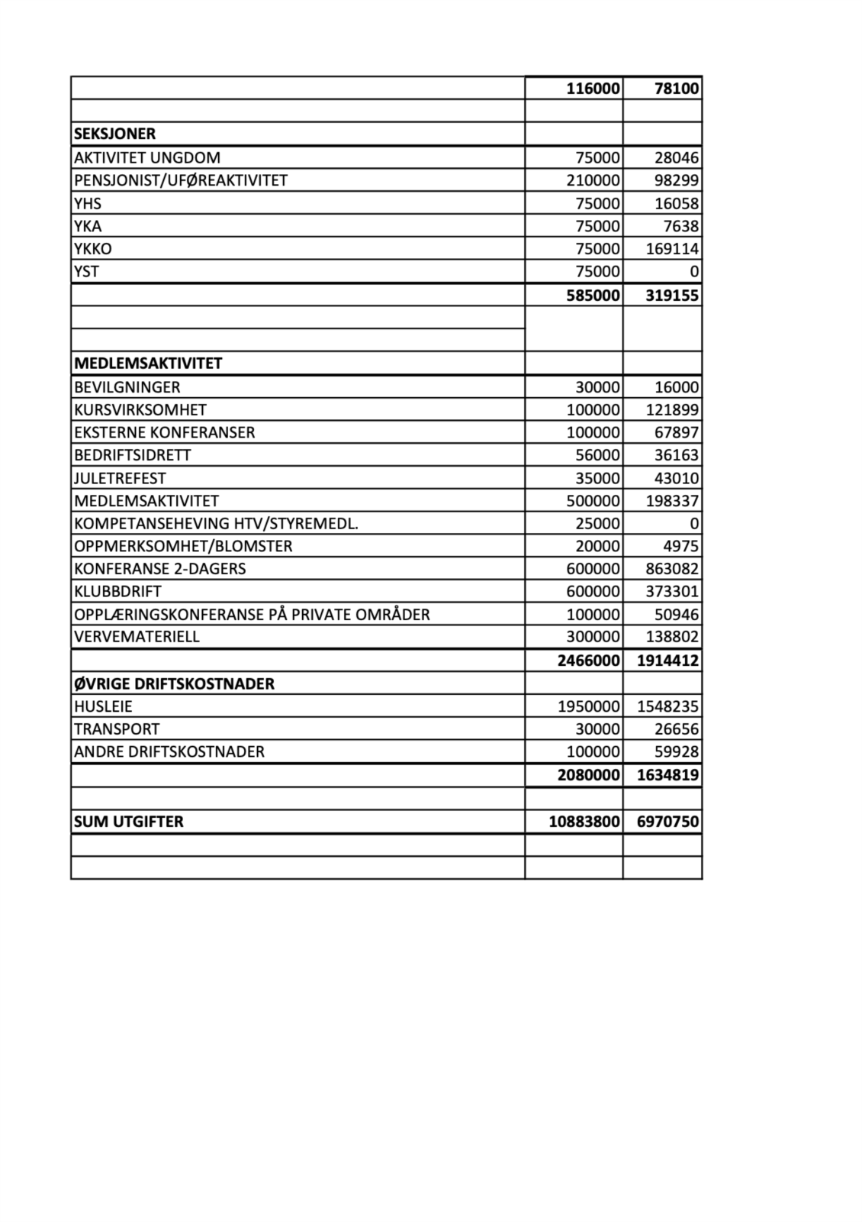 116000 78100
SEKSJONER
AKTIVITET UNGDOM 75000 28046
PENSJONIST/UFØREAKTIVITET 210000 98299
YHS 75000 16058
YKA 75000 7638
YKKO 75000 169114
YST 75000 0
585000 319155
MEDLEMSAKTIVITET
BEVILGNINGER 30000 16000
KURSVIRKSOMHET 100000 121899
EKSTERNE KONFERANSER 100000 67897
BEDRIFTSIDRETT 56000 36163
JULETREFEST 35000 43010
MEDLEMSAKTIVITET 500000 198337
KOMPETANSEHEVING HTV/STYREMEDL. 25000 0
OPPMERKSOMHET/BLOMSTER 20000 4975
KONFERANSE 2-DAGERS 600000 863082
KLUBBDRIFT 600000 373301
OPPLÆRINGSKONFERANSE PÅ PRIVATE OMRÅDER 100000 50946
VERVEMATERIELL 300000 138802
2466000 1914412
ØVRIGE DRIFTSKOSTNADER
HUSLEIE 1950000 1548235
TRANSPORT 30000 26656
ANDRE DRIFTSKOSTNADER 100000 59928
2080000 1634819
SUM UTGIFTER 10883800 6970750